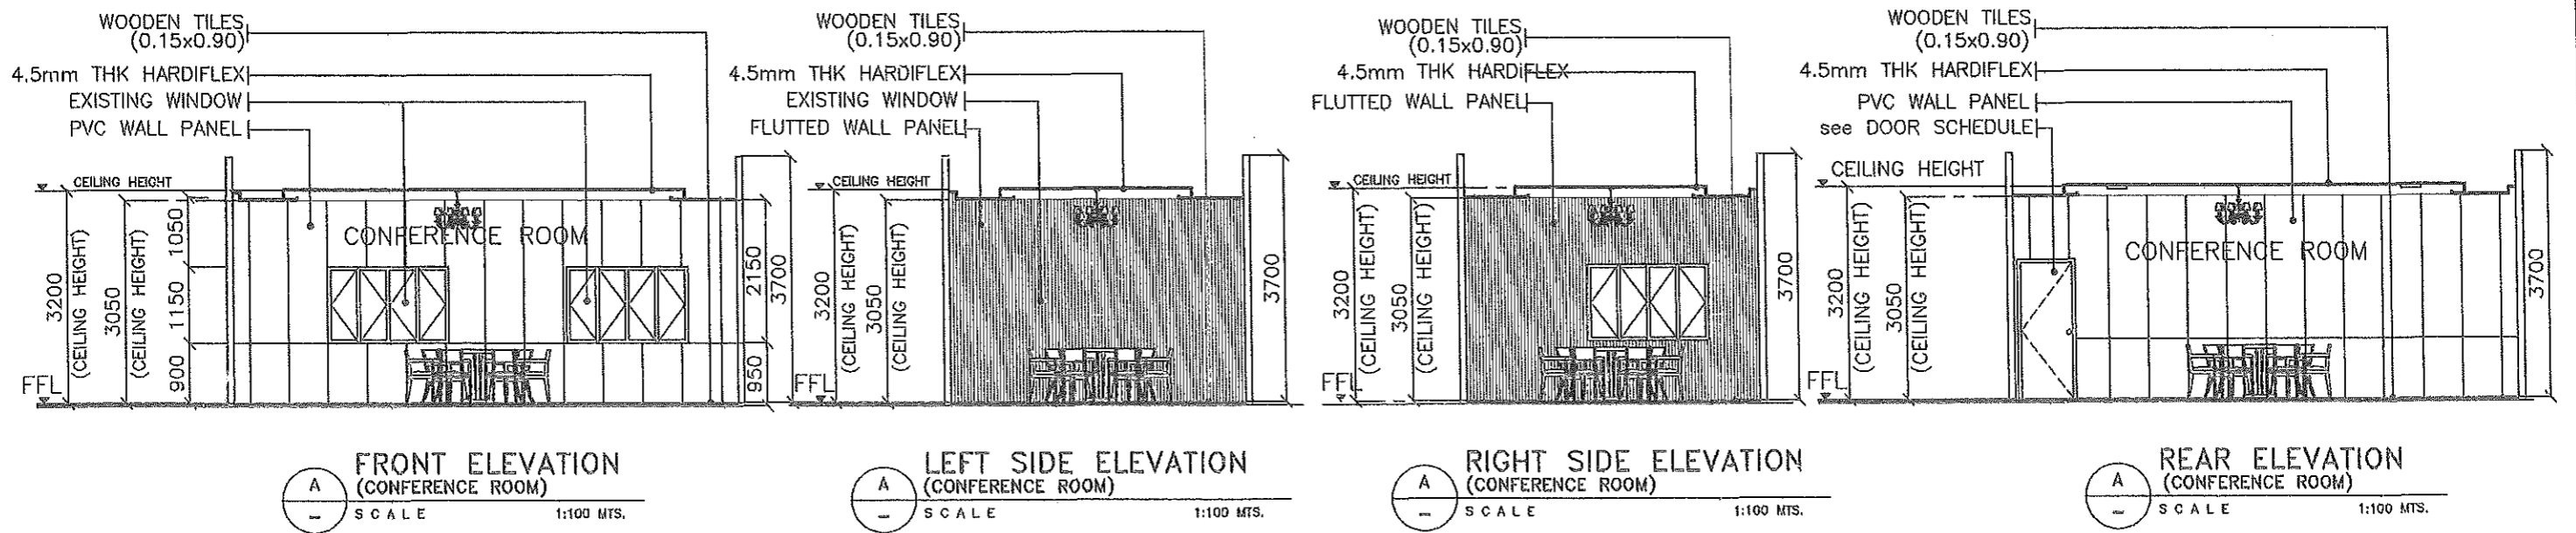 WOODEN TILES
(0.15x0.90)
4.5mm THK HARDIFLEX
EXISTING WINDOW
PVC WALL PANEL
CEILING HEIGHT
3200
(CEILING HEIGHT)
3050
(CEILING HEIGHT)
1050
1150
900
CONFERENCE ROOM
2150
950
3700
FFL
A
–
FRONT ELEVATION
(CONFERENCE ROOM)
SCALE 1:100 MTS.
WOODEN TILES
(0.15x0.90)
4.5mm THK HARDIFLEX
EXISTING WINDOW
FLUTTED WALL PANEL
CEILING HEIGHT
3200
(CEILING HEIGHT)
3050
(CEILING HEIGHT)
3700
FFL
A
–
LEFT SIDE ELEVATION
(CONFERENCE ROOM)
SCALE 1:100 MTS.
WOODEN TILES
(0.15x0.90)
4.5mm THK HARDIFLEX
FLUTTED WALL PANEL
CEILING HEIGHT
3200
(CEILING HEIGHT)
3050
(CEILING HEIGHT)
3700
FFL
A
–
RIGHT SIDE ELEVATION
(CONFERENCE ROOM)
SCALE 1:100 MTS.
WOODEN TILES
(0.15x0.90)
4.5mm THK HARDIFLEX
PVC WALL PANEL
see DOOR SCHEDULE
CEILING HEIGHT
3200
(CEILING HEIGHT)
3050
(CEILING HEIGHT)
CONFERENCE ROOM
3700
FFL
A
–
REAR ELEVATION
(CONFERENCE ROOM)
SCALE 1:100 MTS.